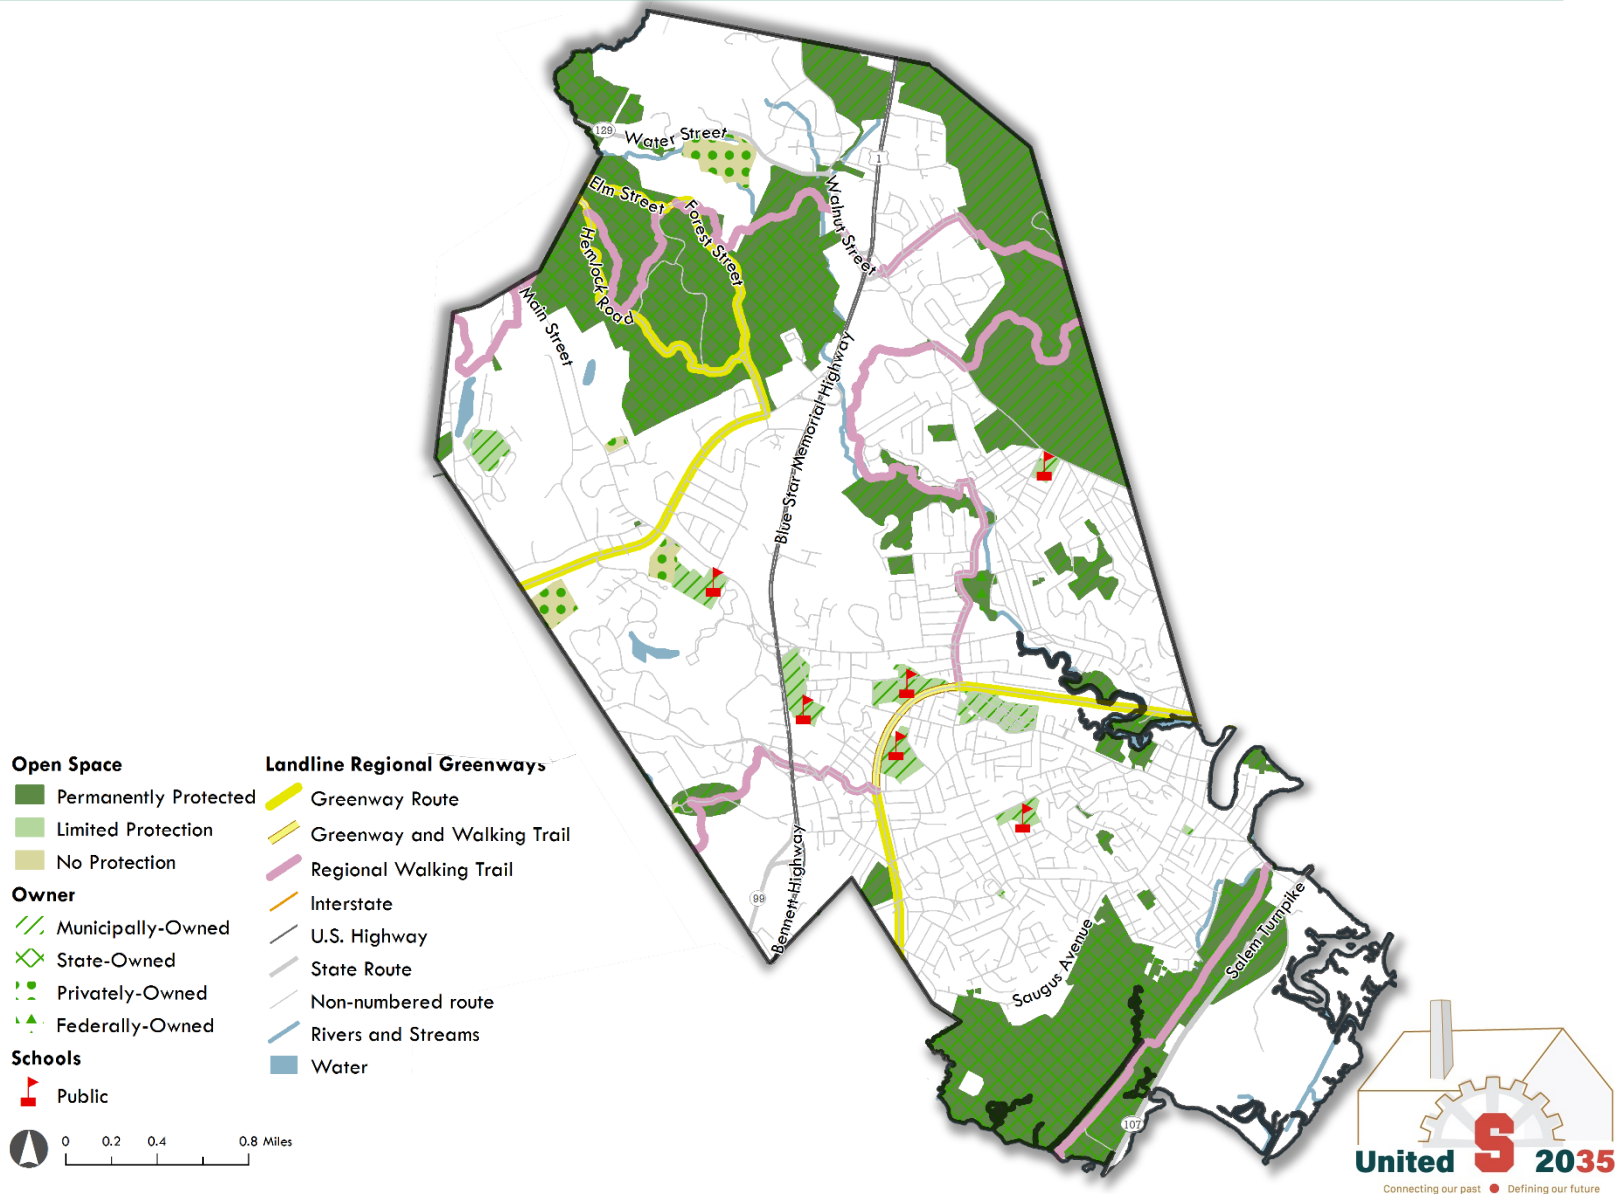 129
Water Street
1
Elm Street
Forest Street
Walnut Street
Hemlock Road
Main Street
Blue Star Memorial Highway
Open Space
Permanently Protected
Limited Protection
No Protection
Owner
Municipally-Owned
State-Owned
Privately-Owned
Federally-Owned
Schools
Public
0 0.2 0.4 0.8 Miles
Landline Regional Greenways
Greenway Route
Greenway and Walking Trail
Regional Walking Trail
Interstate
U.S. Highway
State Route
Non-numbered route
Rivers and Streams
Water
99
Bennett Highway
Saugus Avenue
Salem Turnpike
107
United S 2035
Connecting our past ● Defining our future